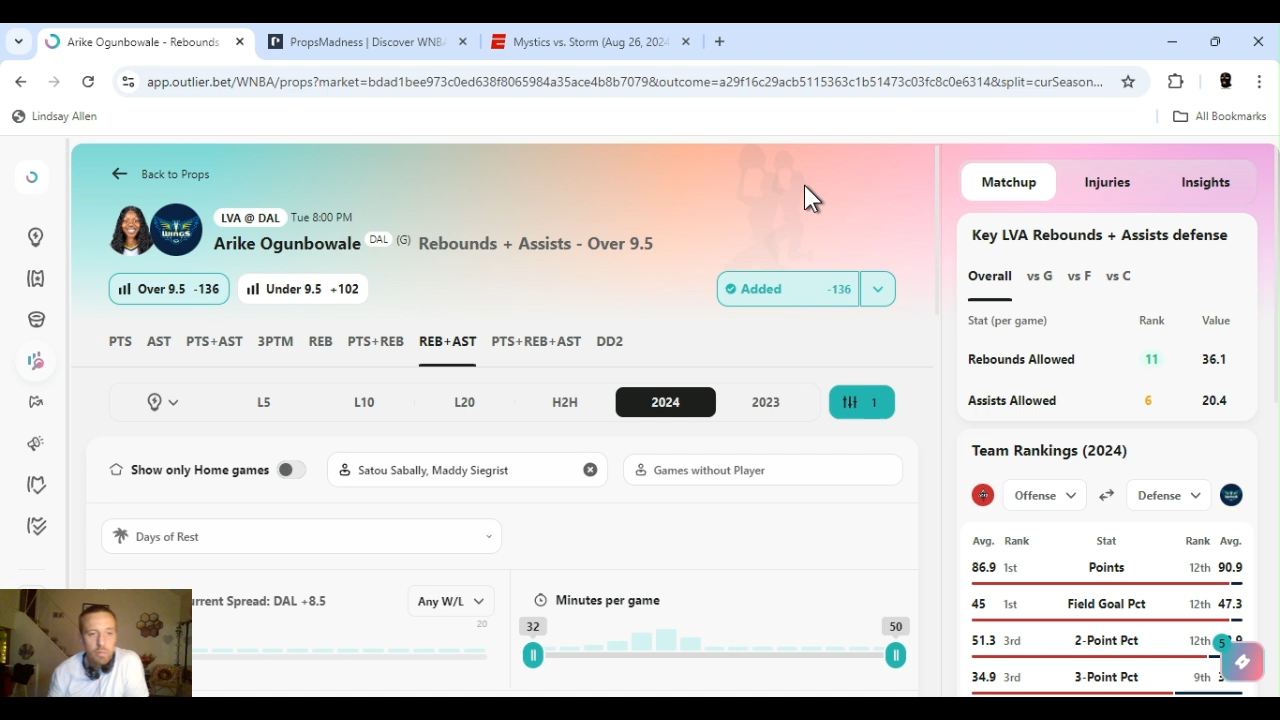 Arike Ogunbowale - Rebounds
PropsMadness | Discover WNB
Mystics vs. Storm (Aug 26, 2024
app.outlier.bet/WNBA/props?market=bdad1bee973c0ed638f8065984a35ace4b8b7079&outcome=a29f16c29acb5115363c1b51473c03fc8c0e6314&split=curSeason...
Lindsay Allen
All Bookmarks
Back to Props
LVA @ DAL Tue 8:00 PM
Arike Ogunbowale DAL (G) Rebounds + Assists - Over 9.5
Over 9.5 -136
Under 9.5 +102
Added -136
PTS AST PTS+AST 3PTM REB PTS+REB REB+AST PTS+REB+AST DD2
L5 L10 L20 H2H 2024 2023 1
Show only Home games
Satou Sabally, Maddy Siegrist
Games without Player
Days of Rest
rrent Spread: DAL +8.5
Any W/L
20
Minutes per game
32 50
Matchup Injuries Insights
Key LVA Rebounds + Assists defense
Overall vs G vs F vs C
Stat (per game) Rank Value
Rebounds Allowed 11 36.1
Assists Allowed 6 20.4
Team Rankings (2024)
Offense Defense
Avg. Rank Stat Rank Avg.
86.9 1st Points 12th 90.9
45 1st Field Goal Pct 12th 47.3
51.3 3rd 2-Point Pct 12th
5
34.9 3rd 3-Point Pct 9th